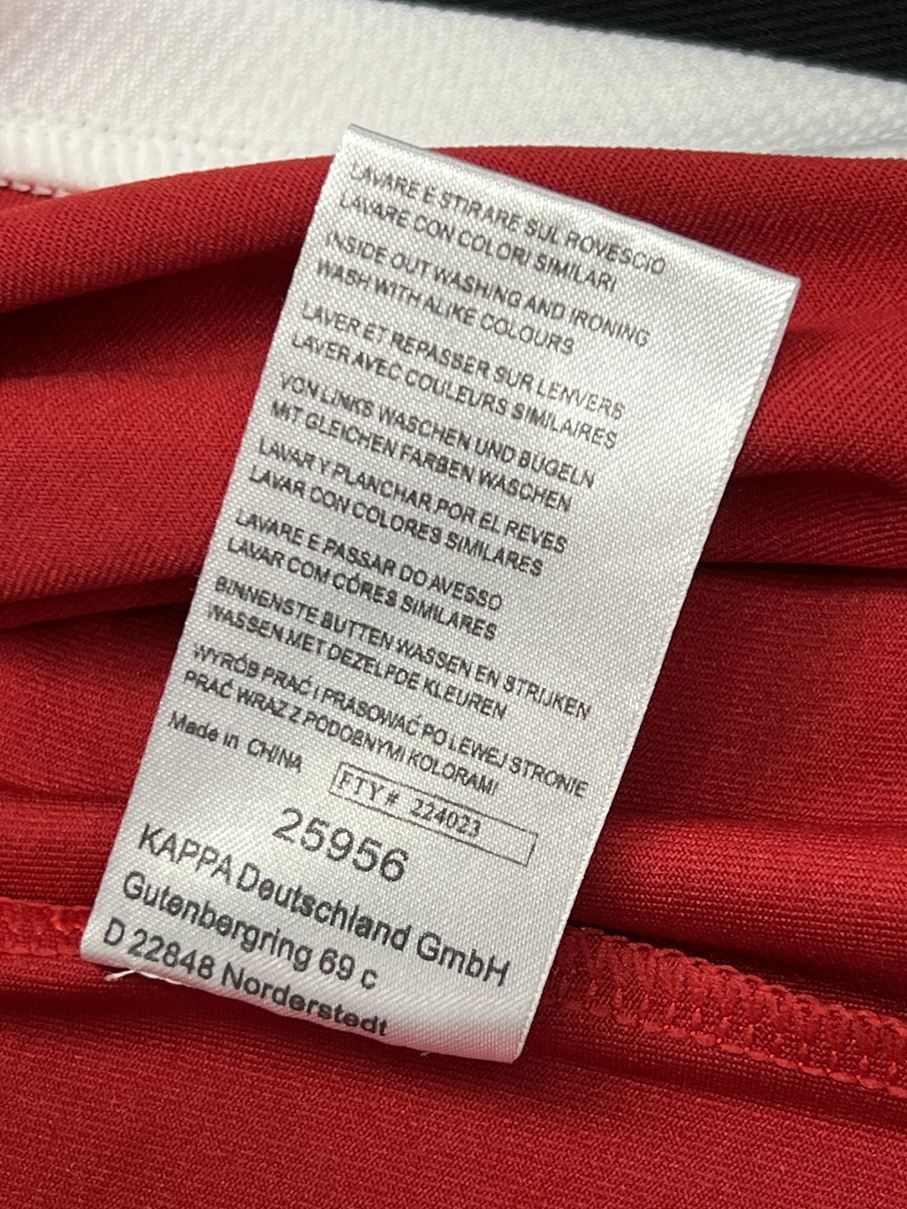 LAVARE E STIRARE SUL ROVESCIO
LAVARE CON COLORI SIMILARI
INSIDE OUT WASHING AND IRONING
WASH WITH ALIKE COLOURS
LAVER ET REPASSER SUR LENVERS
LAVER AVEC COULEURS SIMILAIRES
VON LINKS WASCHEN UND BUGELN
MIT GLEICHEN FARBEN WASCHEN
LAVAR Y PLANCHAR POR EL REVES
LAVAR CON COLORES SIMILARES
LAVARE E PASSAR DO AVESSO
LAVAR COM CÓRES SIMILARES
BINNENSTE BUTTEN WASSEN EN STRIJKEN
WASSEN MET DEZELPDE KLEUREN
WYRÓB PRAĆ I PRASOWAĆ PO LEWEJ STRONIE
PRAĆ WRAZ Z PODOBNYMI KOLORAMI
Made in CHINA
FTY# 224023
25956
KAPPA Deutschland GmbH
Gutenbergring 69 c
D 22848 Norderstedt